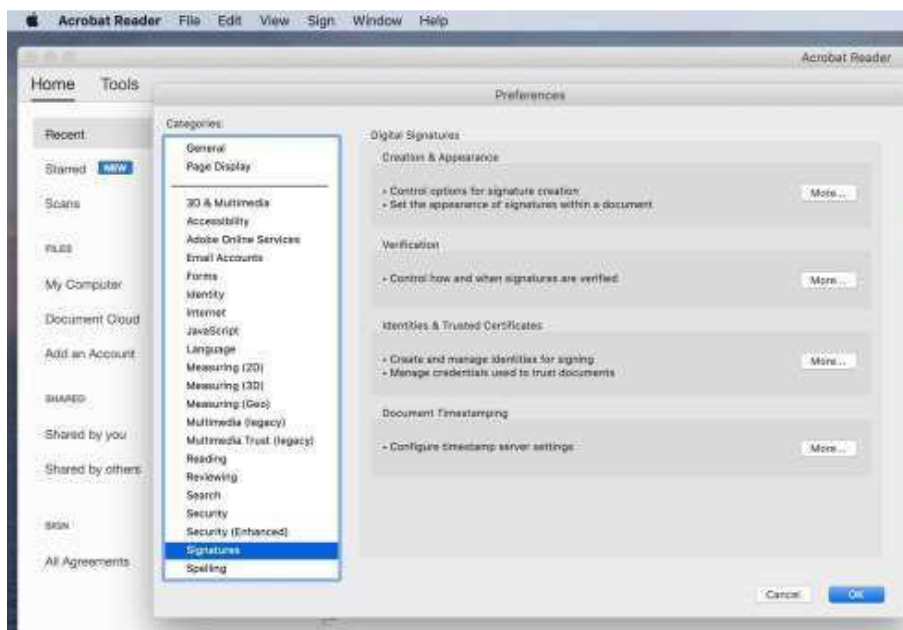 Acrobat Reader File Edit View Sign Window Help
Acrobat Reader
Home Tools
Preferences
Recent
Starred NEW
Scans
FILES
My Computer
Document Cloud
Add an Account
SHARED
Shared by you
Shared by others
SIGN
All Agreements
Categories:
General
Page Display
3D & Multimedia
Accessibility
Adobe Online Services
Email Accounts
Forms
Identity
Internet
JavaScript
Language
Measuring (2D)
Measuring (3D)
Measuring (Geo)
Multimedia (legacy)
Multimedia Trust (legacy)
Reading
Reviewing
Search
Security
Security (Enhanced)
Signatures
Spelling
Digital Signatures
Creation & Appearance
• Control options for signature creation
• Set the appearance of signatures within a document
More...
Verification
• Control how and when signatures are verified
More...
Identities & Trusted Certificates
• Create and manage identities for signing
• Manage credentials used to trust documents
More...
Document Timestamping
• Configure timestamp server settings
More...
Cancel OK